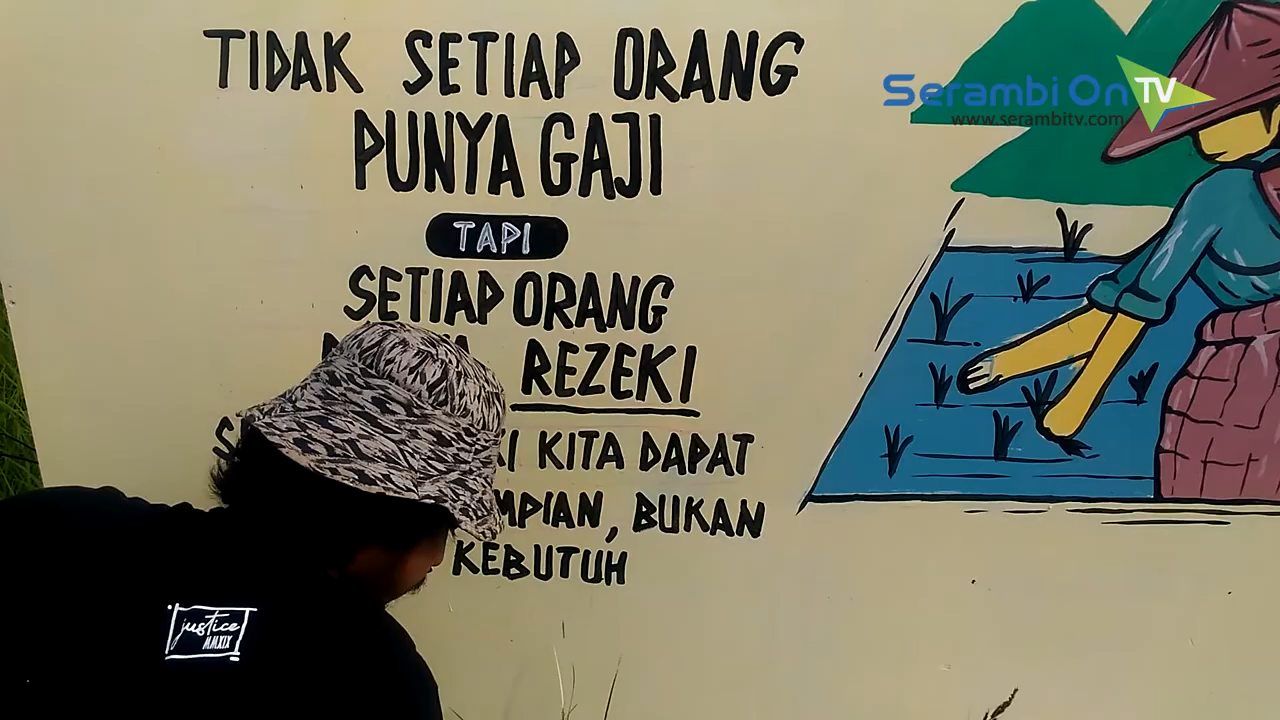 TIDAK SETIAP ORANG
PUNYA GAJI
TAPI
SETIAP ORANG
REZEKI
KITA DAPAT
, BUKAN
KEBUTUH
Serambi On TV
www.serambitv.com
justice
MMXIX